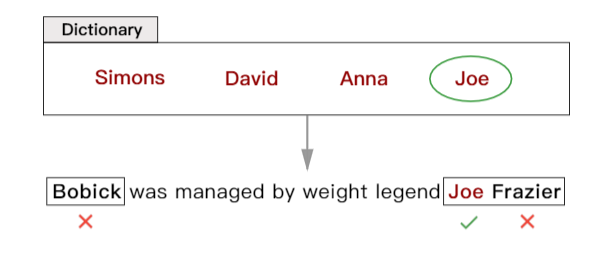 Dictionary
Simons David Anna Joe
Bobick was managed by weight legend Joe Frazier